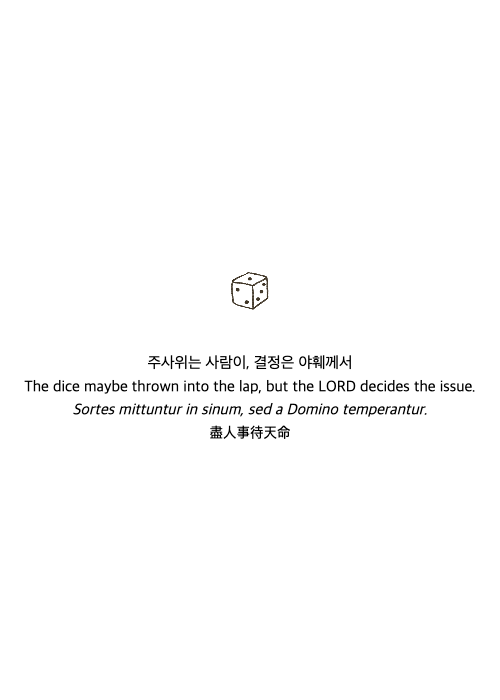 주사위는 사람이, 결정은 야훼께서
The dice maybe thrown into the lap, but the LORD decides the issue.
Sortes mittuntur in sinum, sed a Domino temperantur.
盡人事待天命